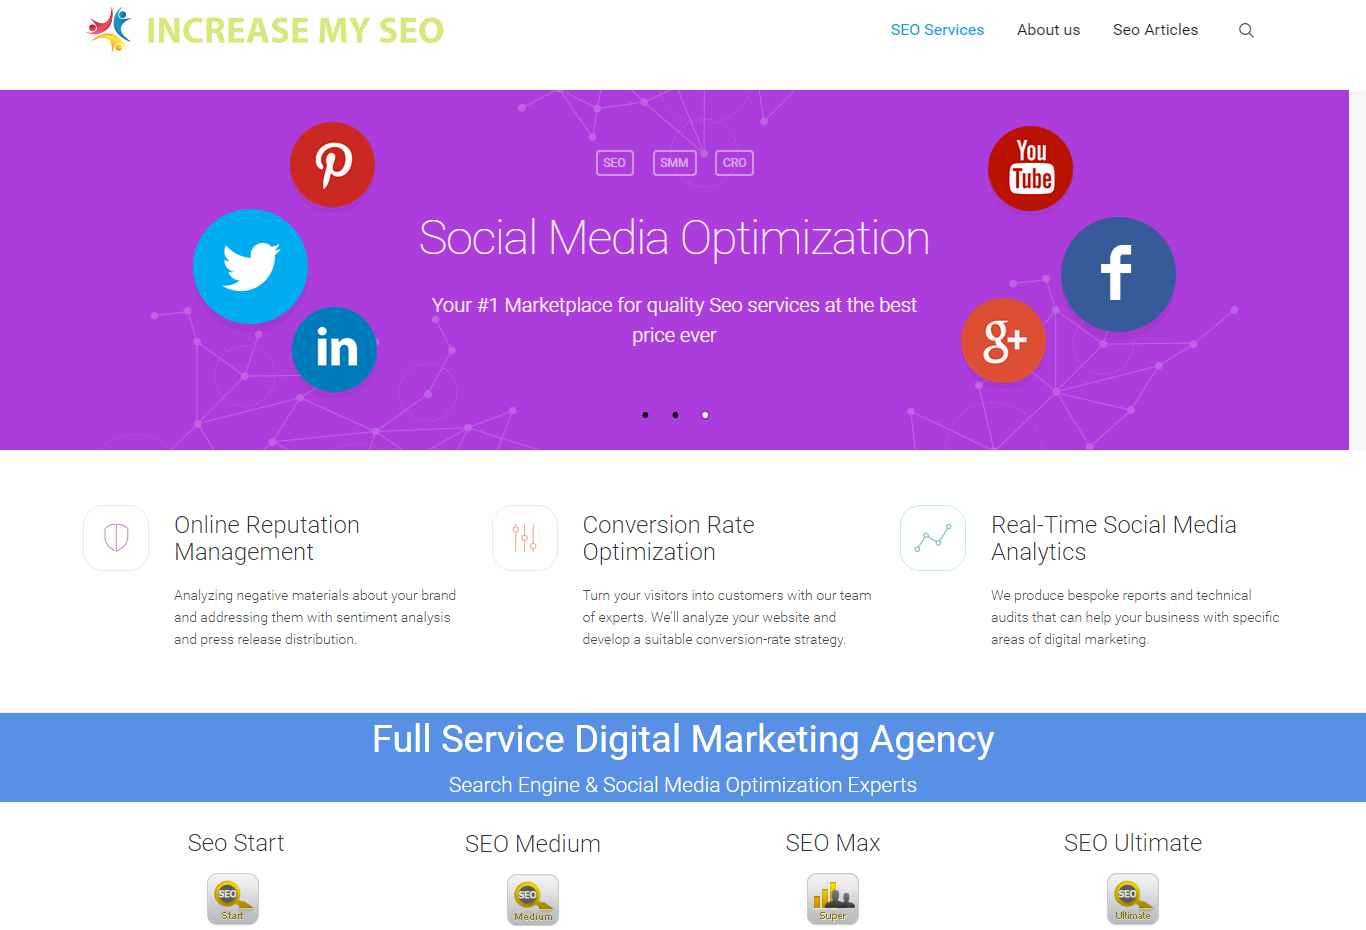 INCREASE MY SEO
SEO Services
About us
Seo Articles
SEO
SMM
CRO
Social Media Optimization
Your #1 Marketplace for quality Seo services at the best
price ever
You
Tube
in
f
g+
Online Reputation
Management
Analyzing negative materials about your brand
and addressing them with sentiment analysis
and press release distribution.
Conversion Rate
Optimization
Turn your visitors into customers with our team
of experts. We'll analyze your website and
develop a suitable conversion-rate strategy.
Real-Time Social Media
Analytics
We produce bespoke reports and technical
audits that can help your business with specific
areas of digital marketing.
Full Service Digital Marketing Agency
Search Engine & Social Media Optimization Experts
Seo Start
SEO Medium
SEO Max
SEO Ultimate
SEO
Start
SEO
Medium
Super
SEO
Ultimate